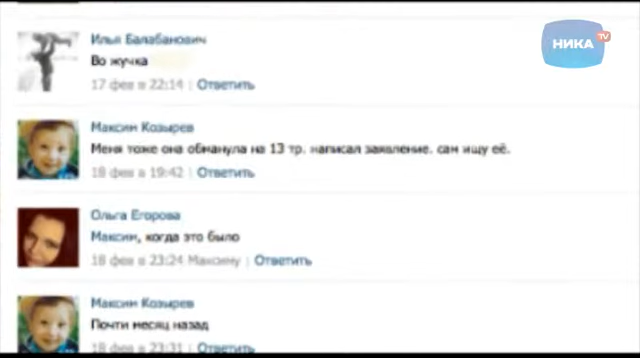 НИКА TV
Илья Балабанович
Во жучка
17 фев в 22:14 | Ответить
Максим Козырев
Меня тоже она обманула на 13 тр. написал заявление. сам ищу её.
18 фев в 19:42 | Ответить
Ольга Егорова
Максим, когда это было
18 фев в 23:24 Максиму | Ответить
Максим Козырев
Почти месяц назад
18 фев в 23:31 | Ответить